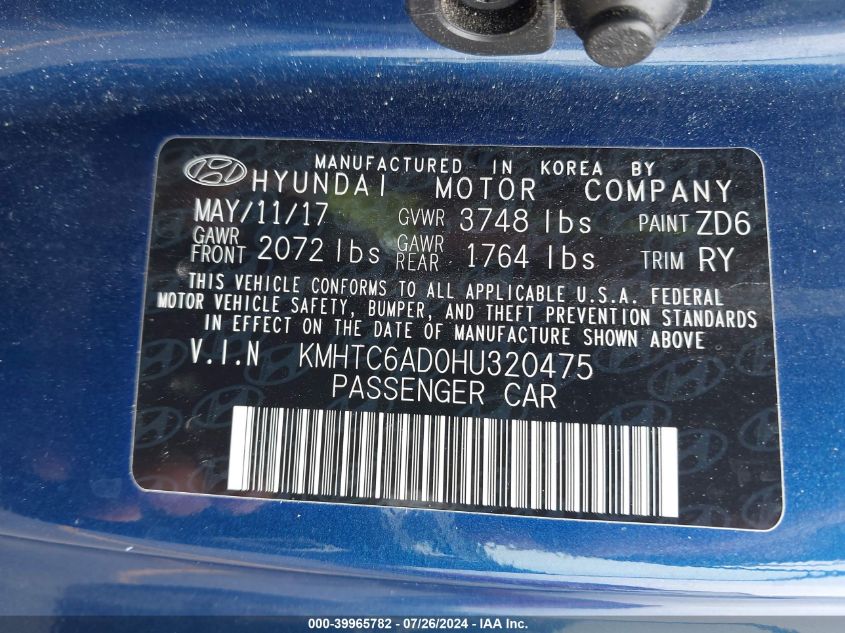 MANUFACTURED IN KOREA BY
HYUNDAI MOTOR COMPANY
MAY/11/17 GVWR 3748 lbs PAINT ZD6
GAWR FRONT 2072 lbs GAWR REAR 1764 lbs TRIM RY
THIS VEHICLE CONFORMS TO ALL APPLICABLE U.S.A. FEDERAL
MOTOR VEHICLE SAFETY, BUMPER, AND THEFT PREVENTION STANDARDS
IN EFFECT ON THE DATE OF MANUFACTURE SHOWN ABOVE
V.I.N KMHTC6AD0HU320475
PASSENGER CAR
000-39965782 / 07/26/2024 - IAA, Inc.